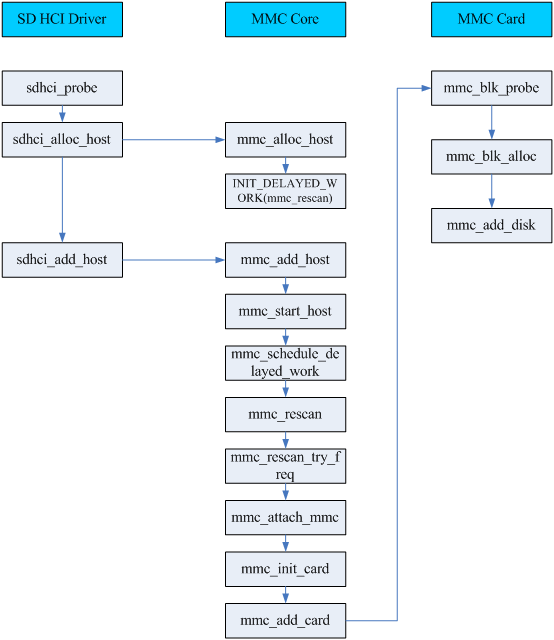 SD HCI Driver
MMC Core
MMC Card
sdhci_probe
mmc_blk_probe
sdhci_alloc_host
mmc_alloc_host
mmc_blk_alloc
INIT_DELAYED_W
ORK(mmc_rescan)
mmc_add_disk
sdhci_add_host
mmc_add_host
mmc_start_host
mmc_schedule_de
layed_work
mmc_rescan
mmc_rescan_try_f
req
mmc_attach_mmc
mmc_init_card
mmc_add_card